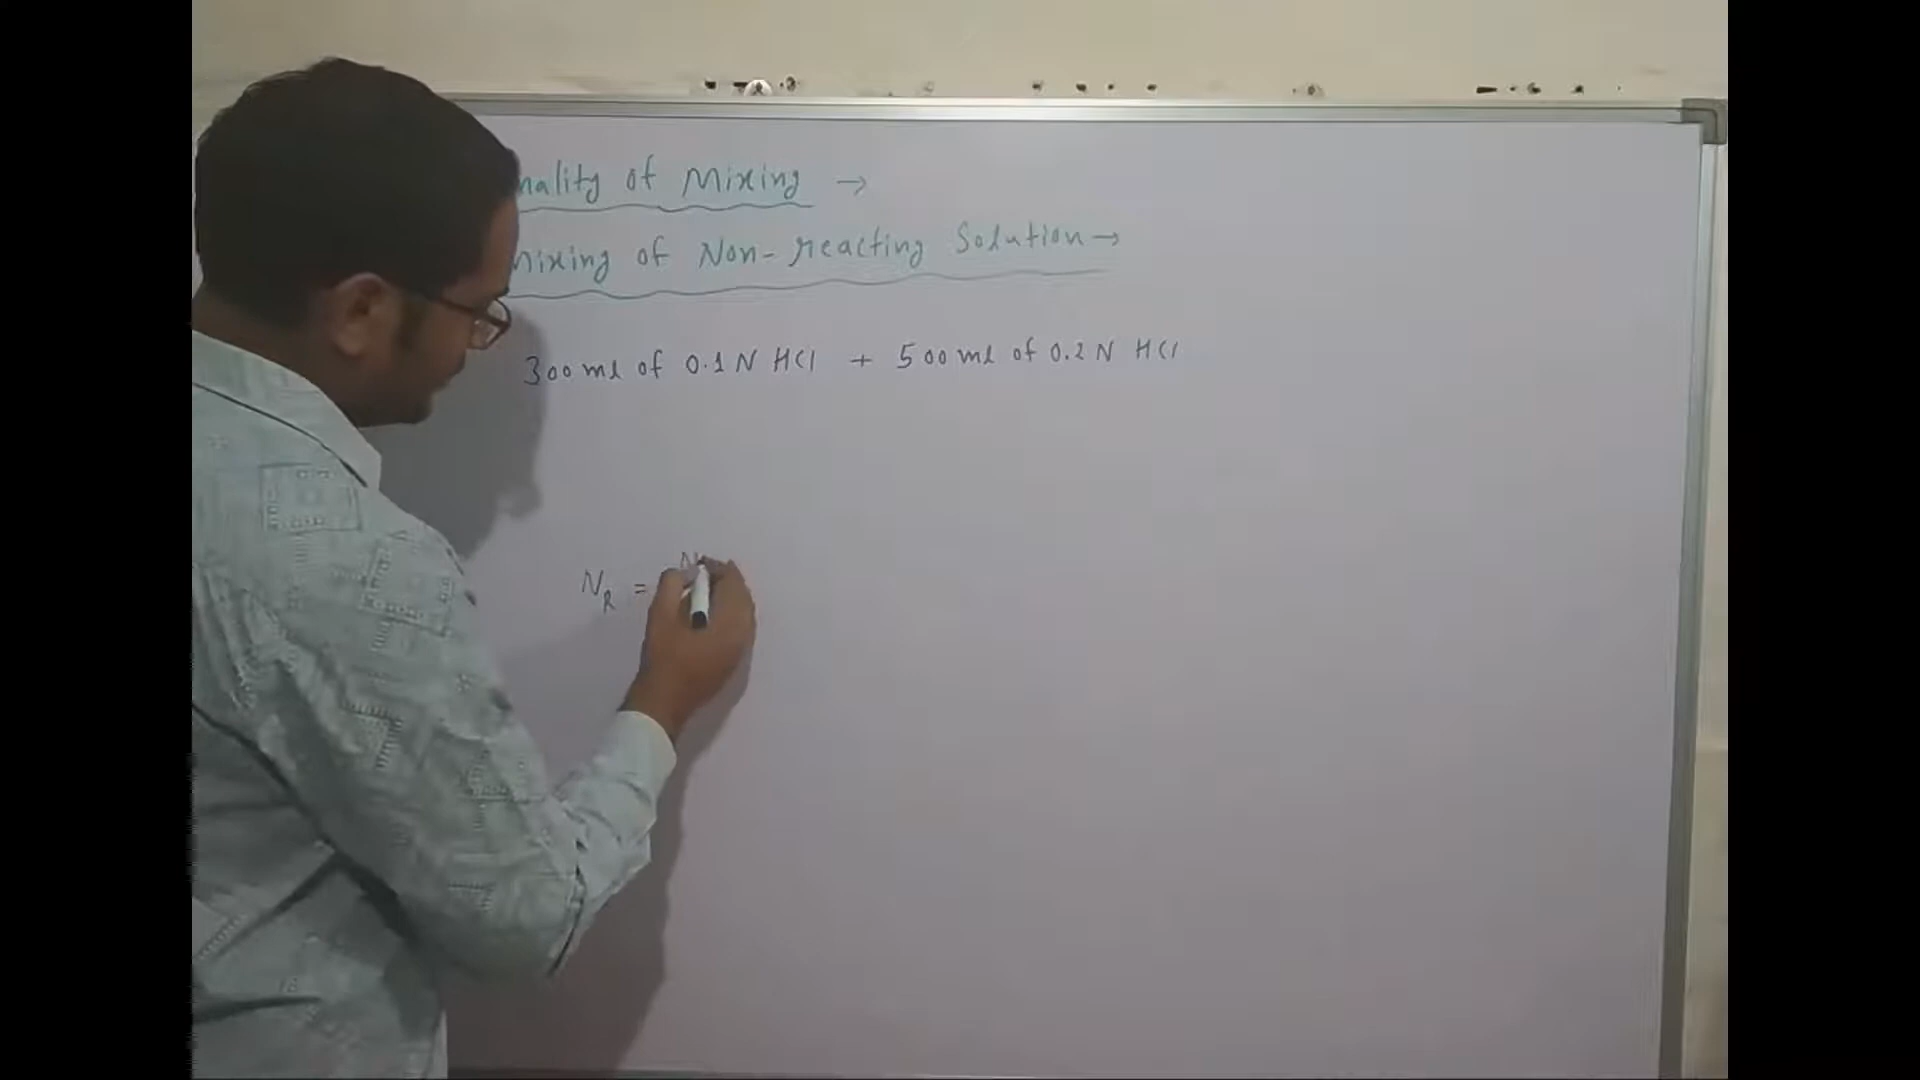 nality of Mixing →
mixing of Non-reacting Solution →
300 ml of 0.1 N HCl + 500 ml of 0.2 N HCl
N_R = N